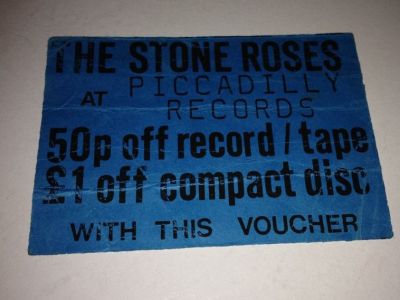 THE STONE ROSES
AT PICCADILLY
RECORDS
50p off record / tape
£1 off compact disc
WITH THIS VOUCHER